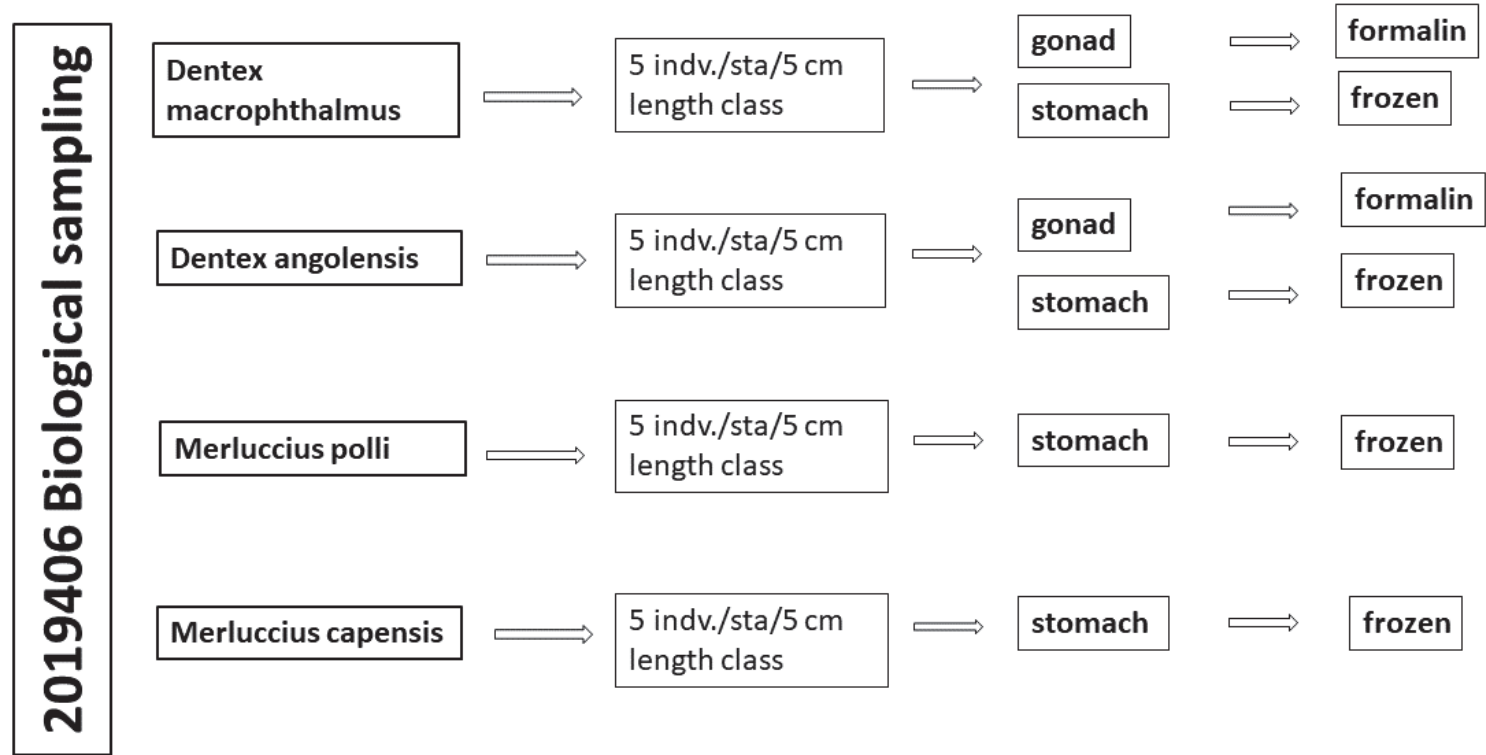 2019406 Biological sampling
Dentex
macrophthalmus
5 indv./sta/5 cm
length class
gonad
formalin
stomach
frozen
Dentex angolensis
5 indv./sta/5 cm
length class
gonad
formalin
stomach
frozen
Merluccius polli
5 indv./sta/5 cm
length class
stomach
frozen
Merluccius capensis
5 indv./sta/5 cm
length class
stomach
frozen